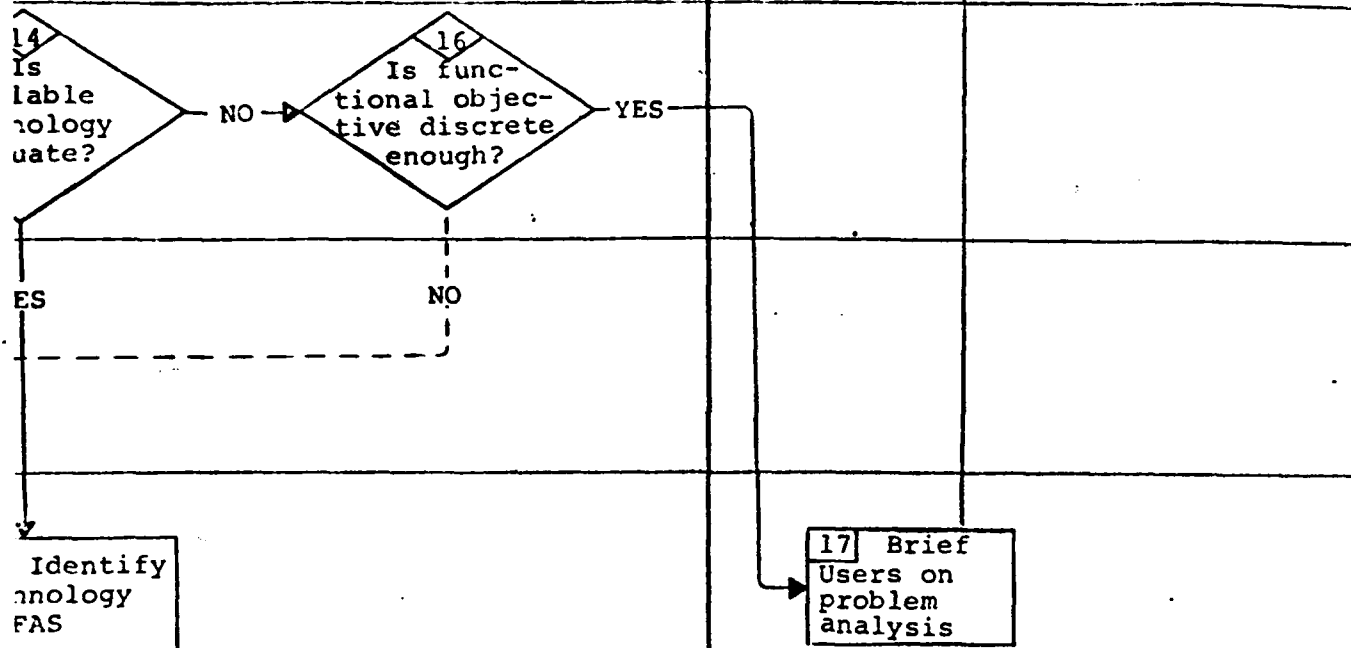 14
Is
lable
nology
uate?
NO
16
Is func-
tional objec-
tive discrete
enough?
YES
ES
NO
Identify
nnology
FAS
17 Brief
Users on
problem
analysis